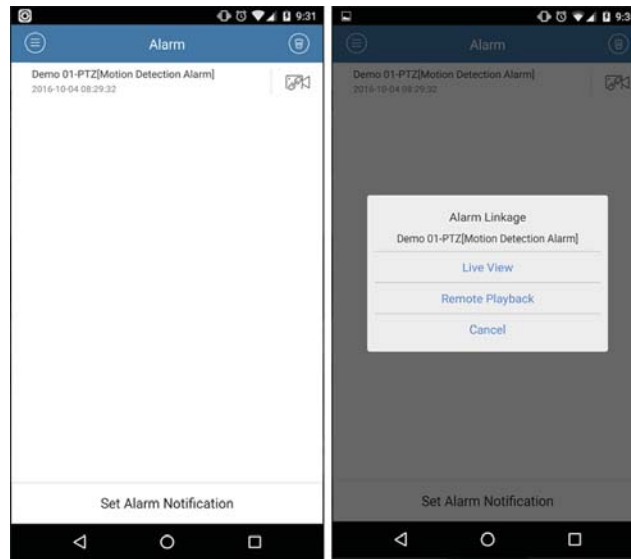 9:31
Alarm
Demo 01-PTZ[Motion Detection Alarm]
2016-10-04 08:29:32
Set Alarm Notification
9:3
Alarm
Demo 01-PTZ[Motion Detection Alarm]
2016-10-04 08:29:32
Alarm Linkage
Demo 01-PTZ[Motion Detection Alarm]
Live View
Remote Playback
Cancel
Set Alarm Notification